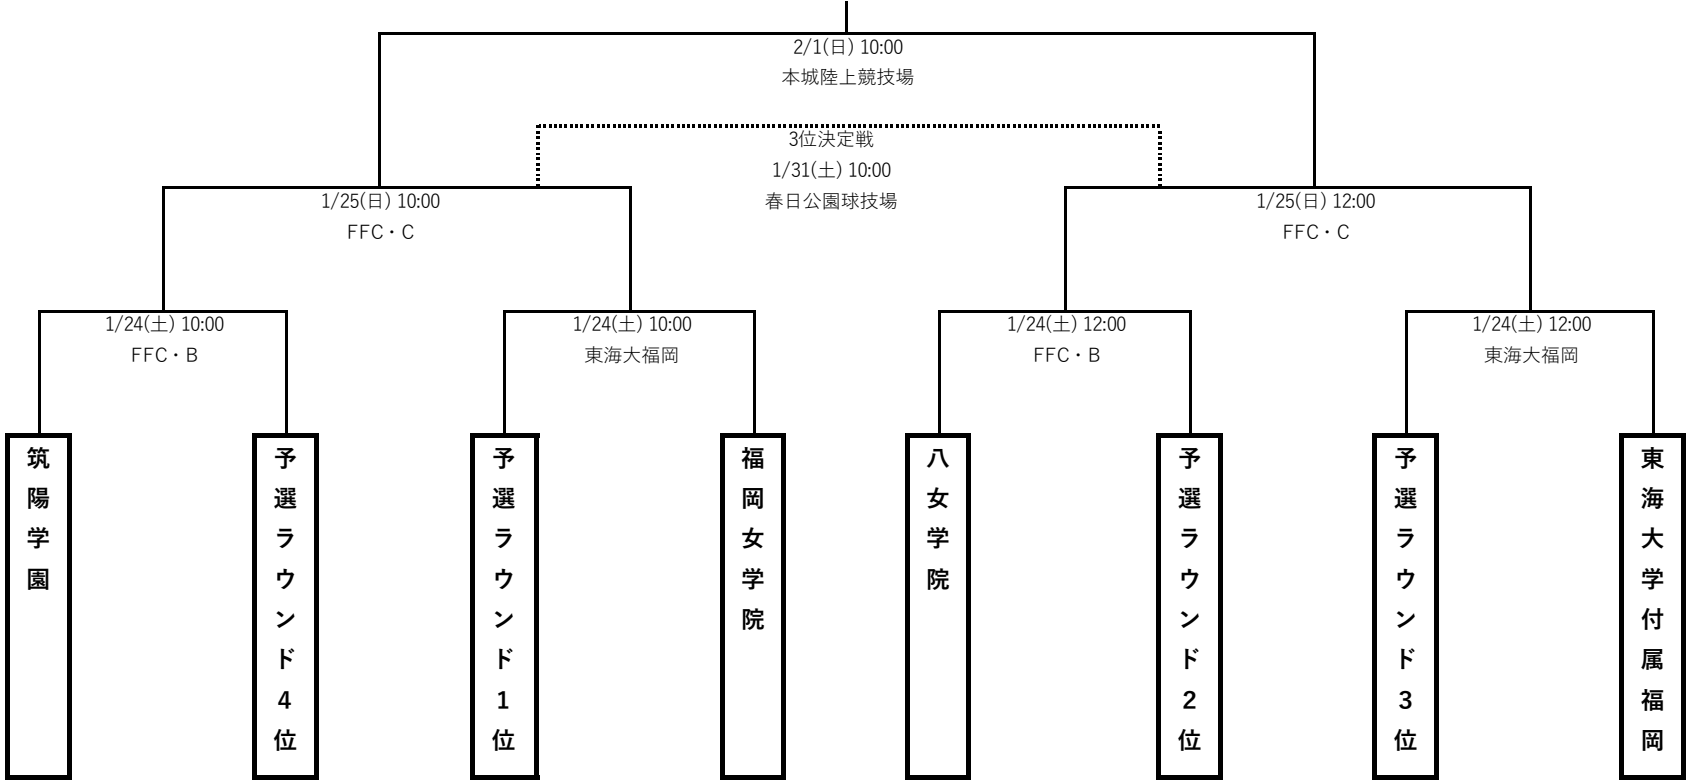 2/1(日) 10:00
本城陸上競技場
3位決定戦
1/31(土) 10:00
春日公園球技場
1/25(日) 10:00
FFC・C
1/25(日) 12:00
FFC・C
1/24(土) 10:00
FFC・B
1/24(土) 10:00
東海大福岡
1/24(土) 12:00
FFC・B
1/24(土) 12:00
東海大福岡
筑陽学園
予選ラウンド4位
予選ラウンド1位
福岡女学院
八女学院
予選ラウンド2位
予選ラウンド3位
東海大学付属福岡